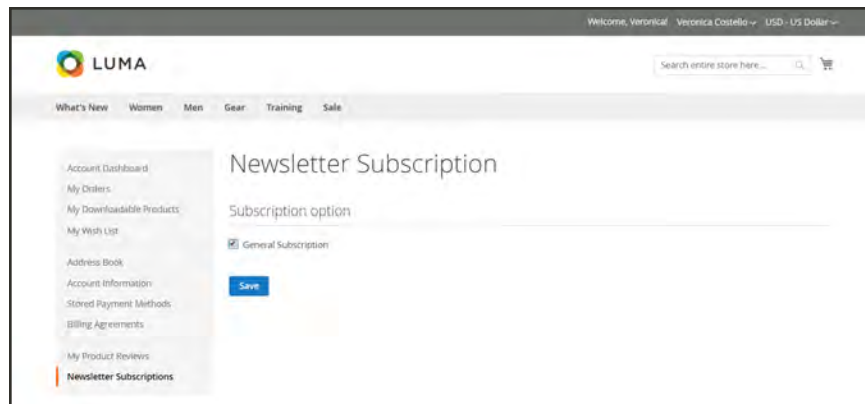 Welcome, Veronica! Veronica Costello USD - US Dollar
LUMA
Search entire store here...
What's New Women Men Gear Training Sale
Account Dashboard
My Orders
My Downloadable Products
My Wish List
Address Book
Account Information
Stored Payment Methods
Billing Agreements
My Product Reviews
Newsletter Subscriptions
Newsletter Subscription
Subscription option
General Subscription
Save